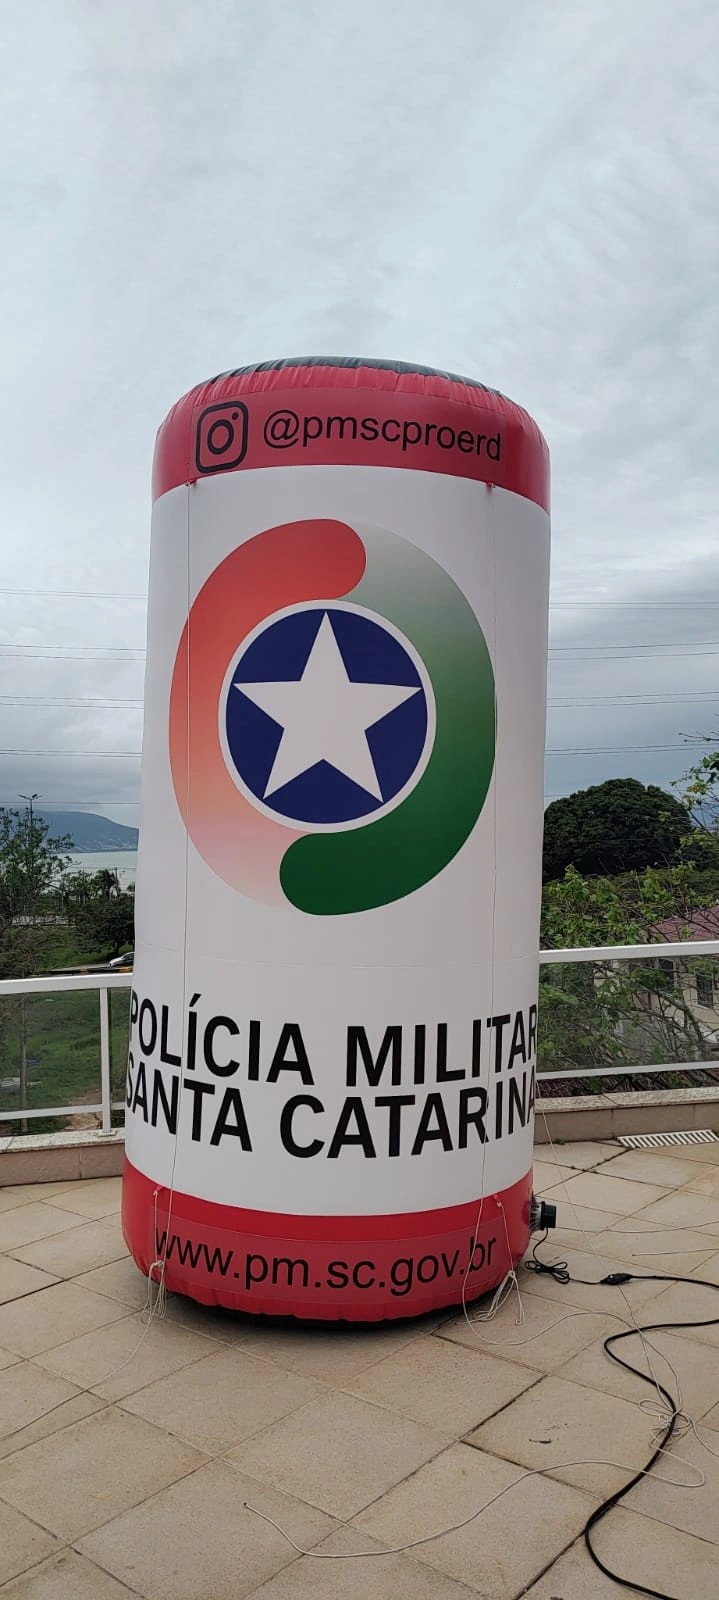 @pmscproerd
POLÍCIA MILITAR
SANTA CATARINA
www.pm.sc.gov.br